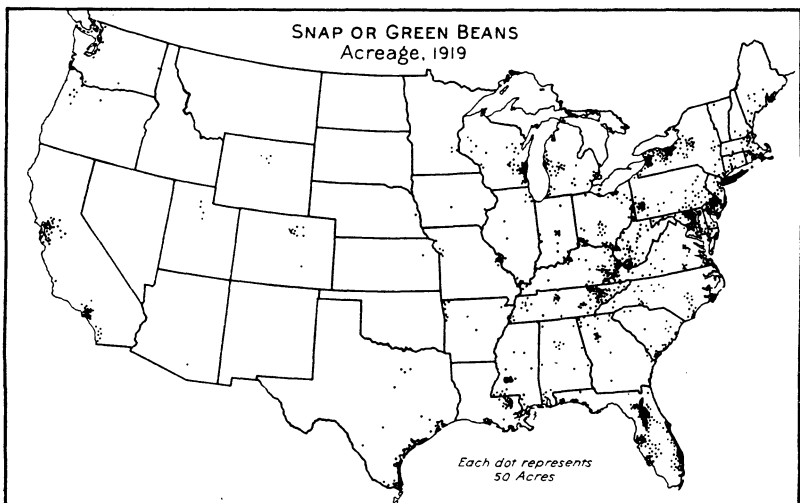 SNAP OR GREEN BEANS
Acreage, 1919
Each dot represents
50 Acres